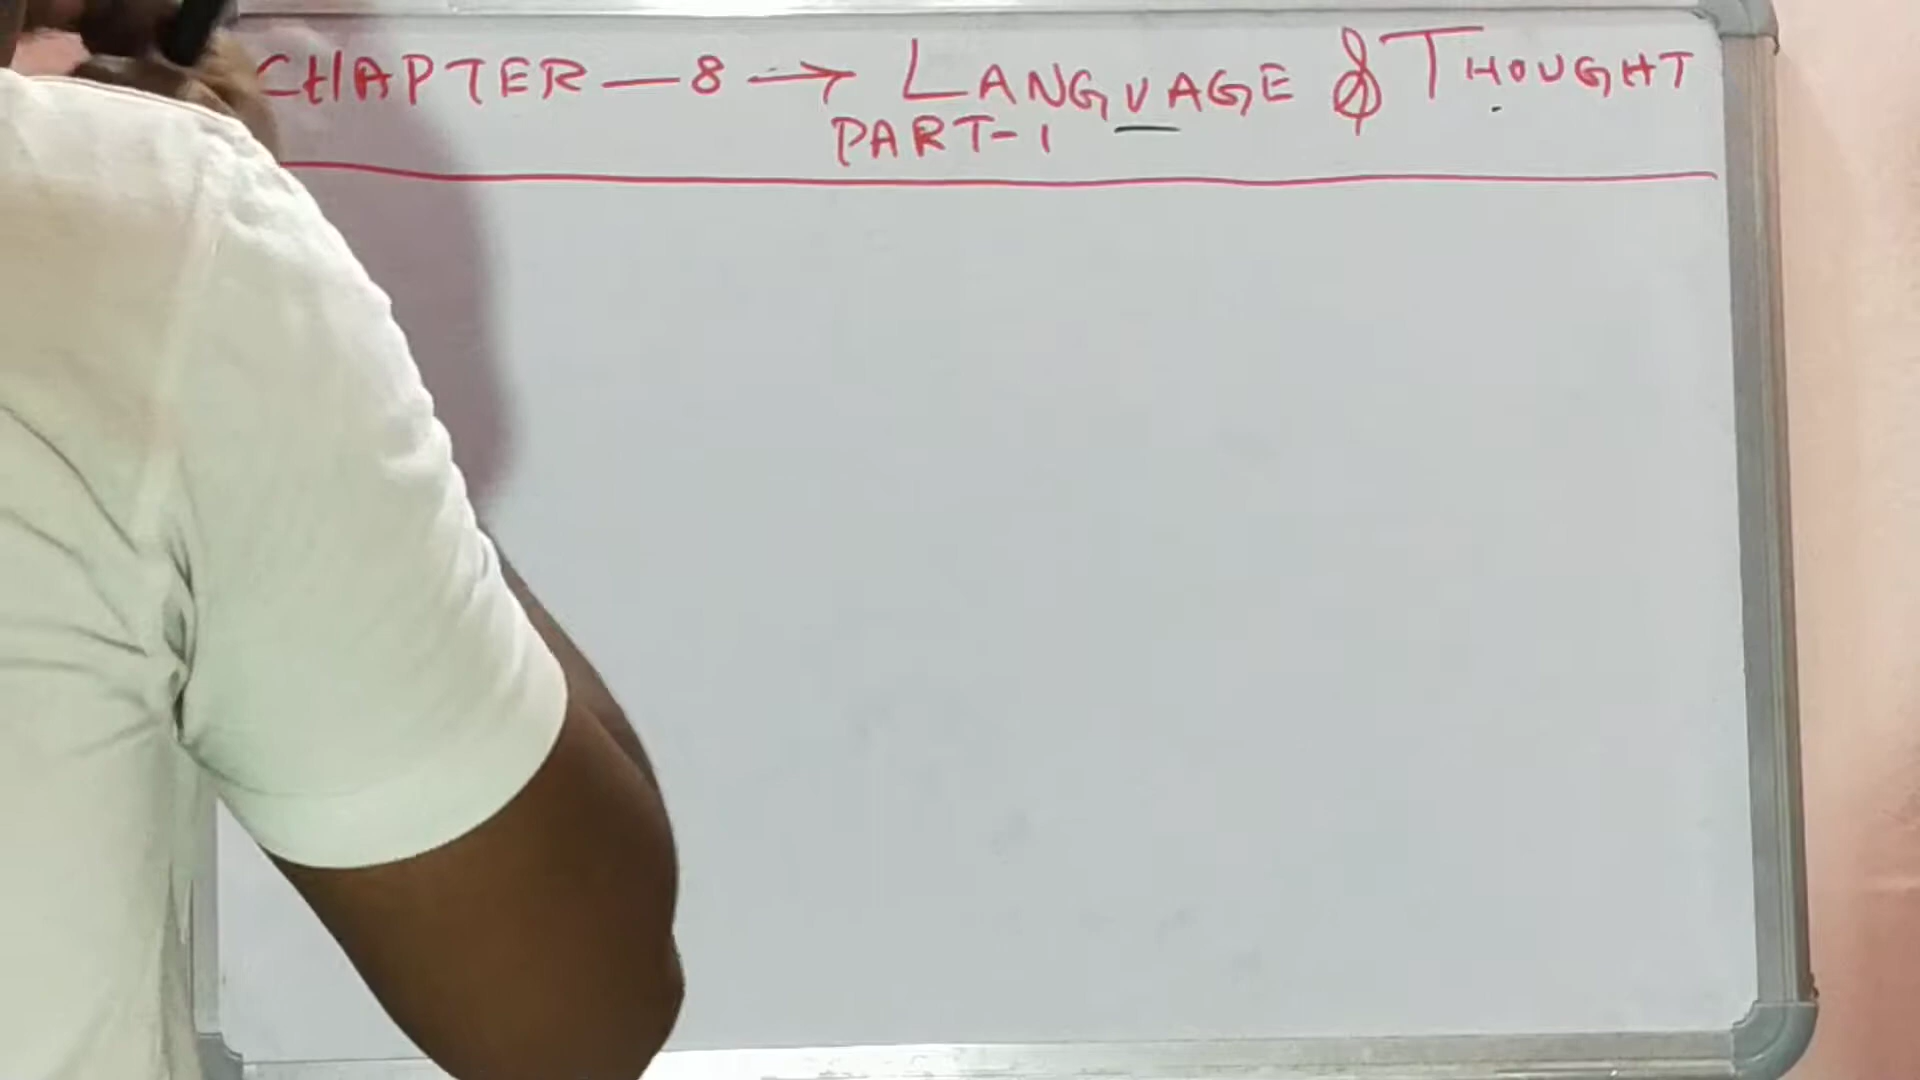 CHAPTER — 8 → LANGUAGE & THOUGHT
PART-1